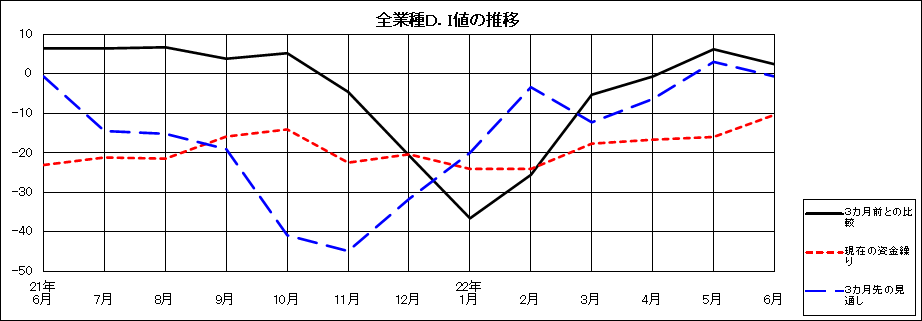 全業種D．I値の推移
10
0
-10
-20
-30
-40
-50
21年
6月
7月
8月
9月
10月
11月
12月
22年
1月
2月
3月
4月
5月
6月
3カ月前との比
較
現在の資金繰
り
3カ月先の見
通し